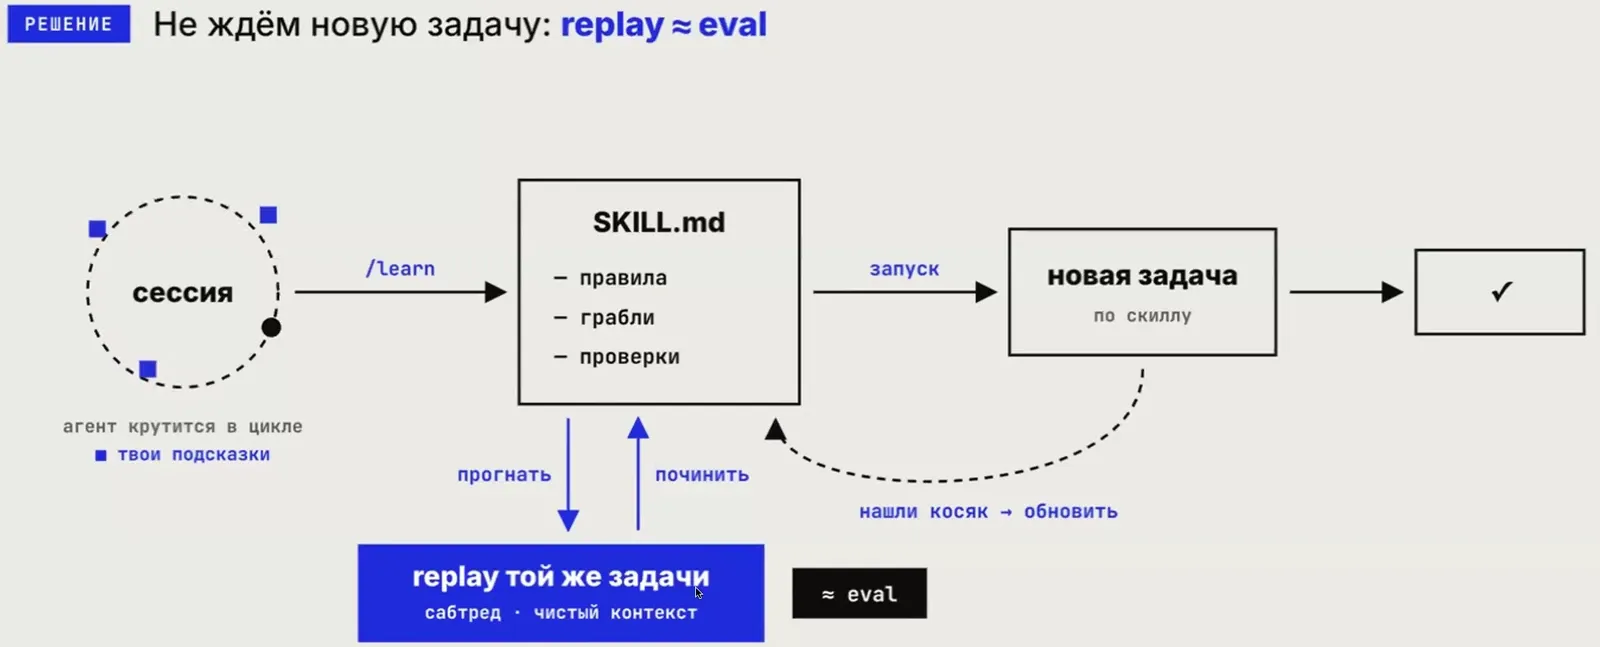 РЕШЕНИЕ
Не ждём новую задачу: replay ≈ eval
сессия
агент крутится в цикле
твои подсказки
/learn
SKILL.md
– правила
– грабли
– проверки
запуск
новая задача
по скиллу
✓
прогнать
починить
нашли косяк → обновить
replay той же задачи
сабтред · чистый контекст
≈ eval